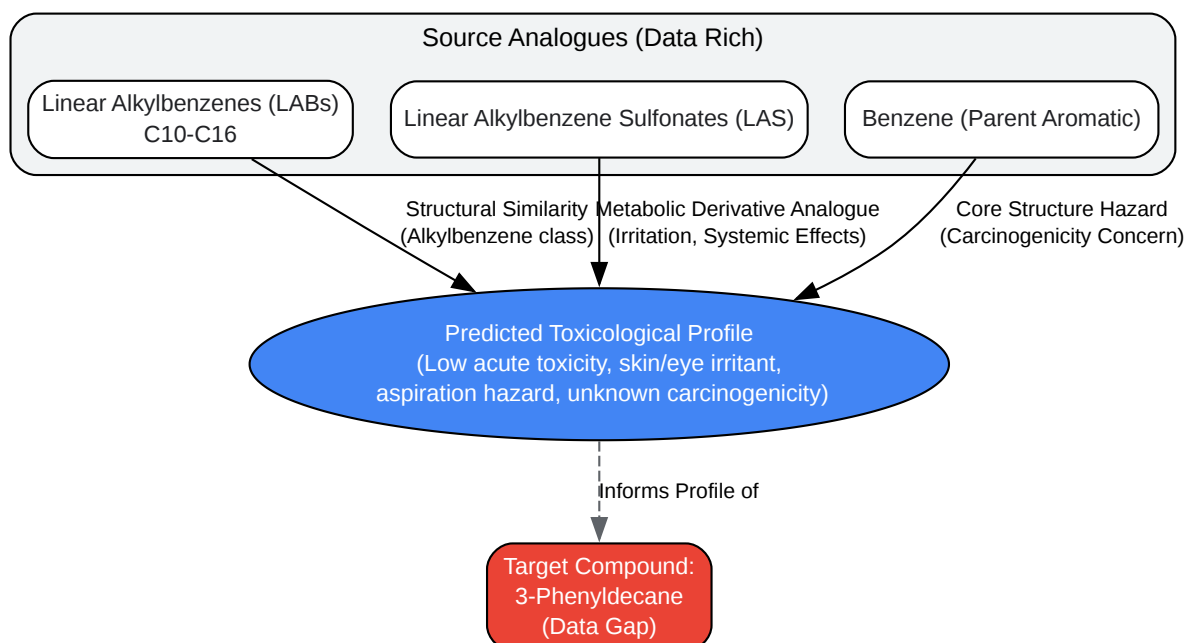 Source Analogues (Data Rich)
Linear Alkylbenzenes (LABs)
C10-C16
Linear Alkylbenzene Sulfonates (LAS)
Benzene (Parent Aromatic)
Structural Similarity
(Alkylbenzene class)
Metabolic Derivative Analogue
(Irritation, Systemic Effects)
Core Structure Hazard
(Carcinogenicity Concern)
Predicted Toxicological Profile
(Low acute toxicity, skin/eye irritant,
aspiration hazard, unknown carcinogenicity)
Informs Profile of
Target Compound:
3-Phenyldecane
(Data Gap)